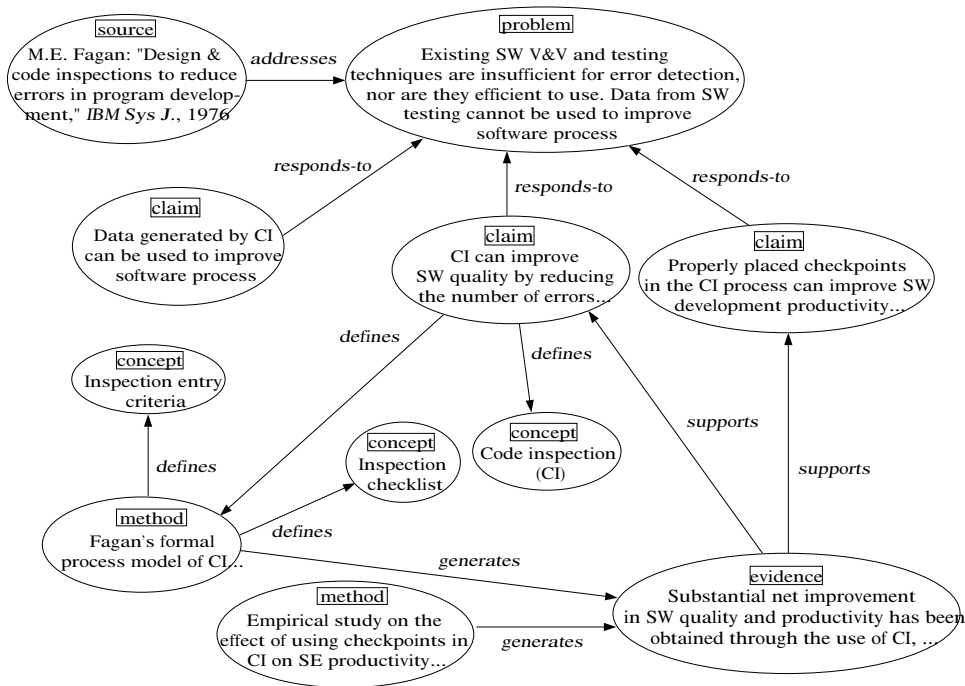 source
M.E. Fagan: "Design &
code inspections to reduce
errors in program develop-
ment," IBM Sys J., 1976
addresses
problem
Existing SW V&V and testing
techniques are insufficient for error detection,
nor are they efficient to use. Data from SW
testing cannot be used to improve
software process
responds-to
responds-to
responds-to
claim
Data generated by CI
can be used to improve
software process
claim
CI can improve
SW quality by reducing
the number of errors...
claim
Properly placed checkpoints
in the CI process can improve SW
development productivity...
defines
defines
concept
Inspection entry
criteria
concept
Inspection
checklist
concept
Code inspection
(CI)
supports
supports
defines
defines
method
Fagan's formal
process model of CI...
generates
method
Empirical study on the
effect of using checkpoints in
CI on SE productivity...
generates
evidence
Substantial net improvement
in SW quality and productivity has been
obtained through the use of CI, ...